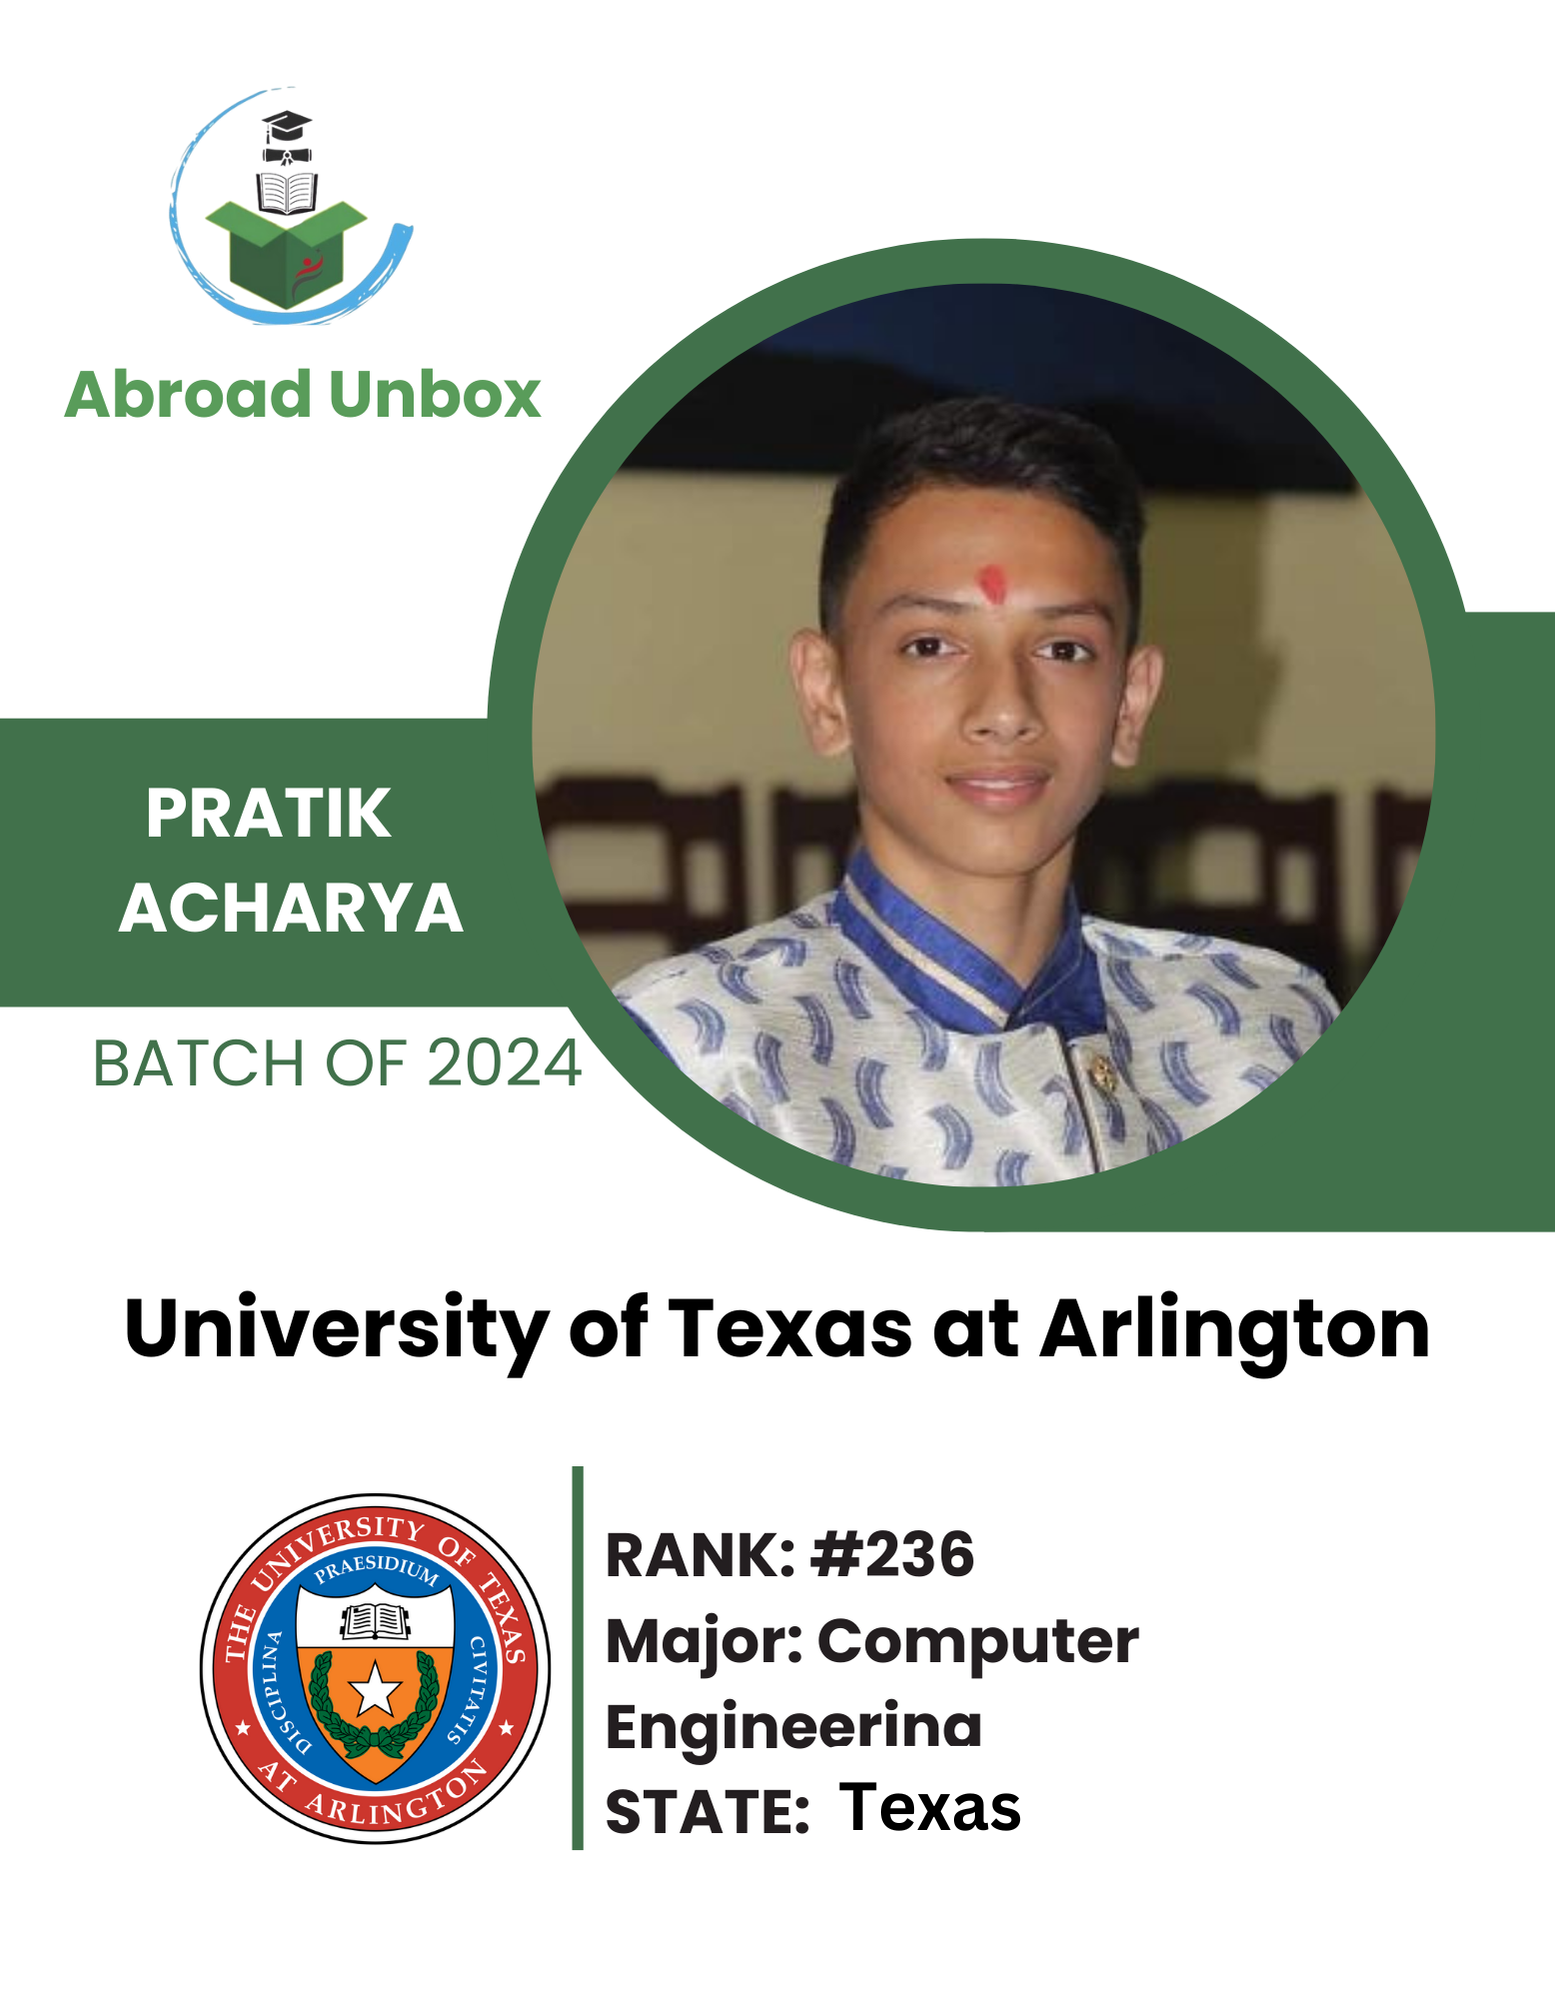 Abroad Unbox
PRATIK
ACHARYA
BATCH OF 2024
University of Texas at Arlington
THE UNIVERSITY OF TEXAS
AT ARLINGTON
PRAESIDIUM
DISCIPLINA
CIVITATIS
RANK: #236
Major: Computer
Engineering
STATE: Texas